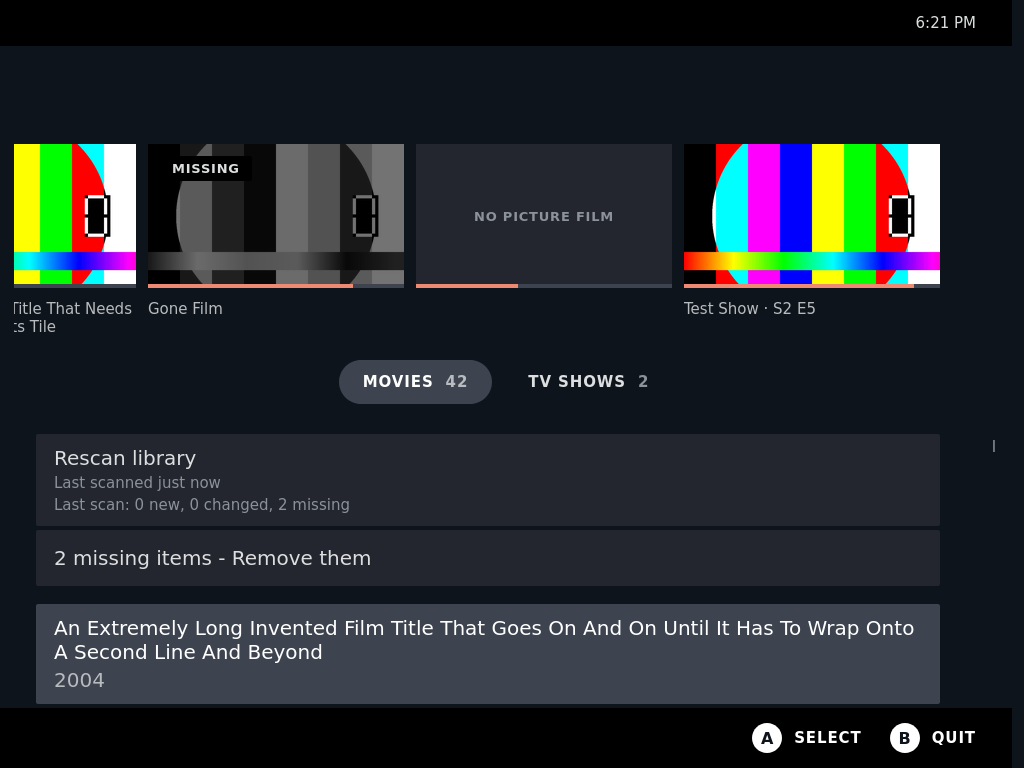 6:21 PM
MISSING
NO PICTURE FILM
Title That Needs
ts Tile
Gone Film
Test Show · S2 E5
MOVIES 42
TV SHOWS 2
Rescan library
Last scanned just now
Last scan: 0 new, 0 changed, 2 missing
2 missing items - Remove them
An Extremely Long Invented Film Title That Goes On And On Until It Has To Wrap Onto
A Second Line And Beyond
2004
A SELECT
B QUIT